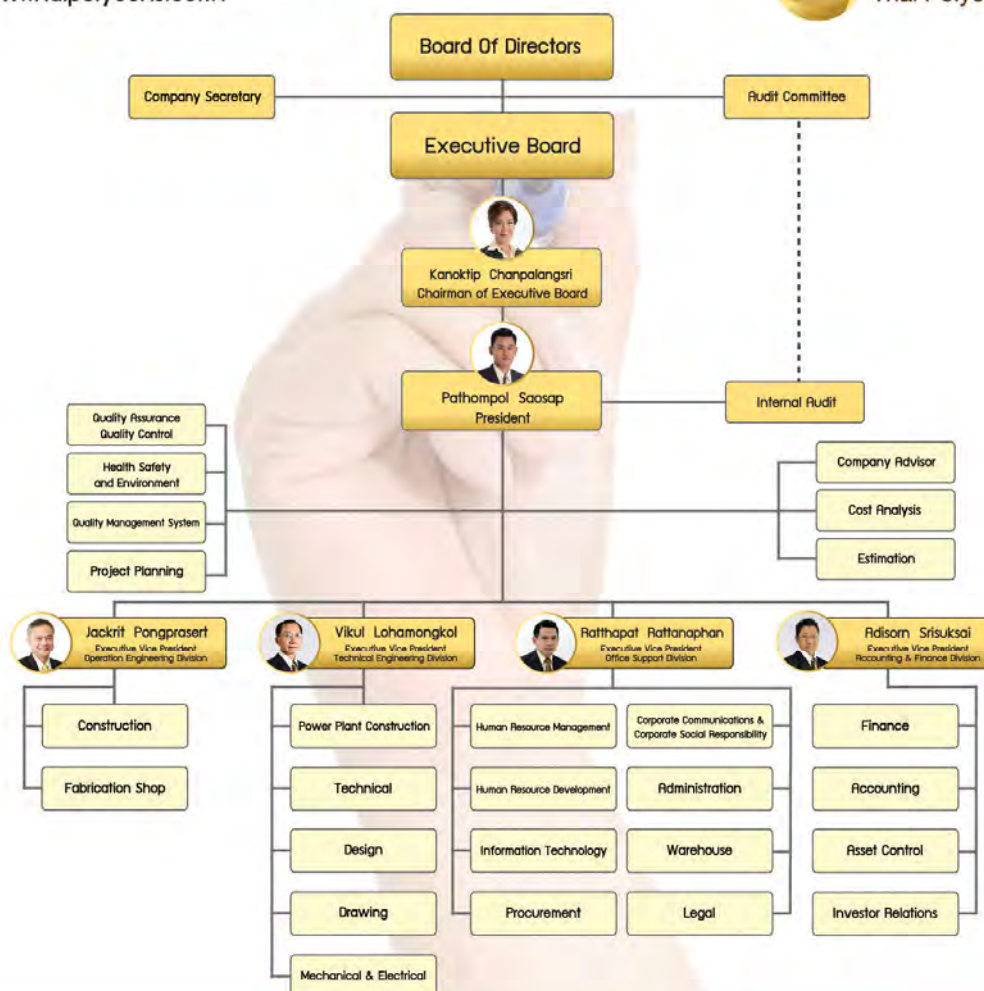 Board Of Directors
Company Secretary
Audit Committee
Executive Board
Kanoktip Chanpalangsri
Chairman of Executive Board
Pathompol Saosap
President
Internal Audit
Quality Assurance
Quality Control
Health Safety
and Environment
Quality Management System
Project Planning
Company Advisor
Cost Analysis
Estimation
Jackrit Pongprasert
Executive Vice President
Operation Engineering Division
Vikul Lohamongkol
Executive Vice President
Technical Engineering Division
Ratthapat Rattanaphan
Executive Vice President
Office Support Division
Adisorn Srisuksai
Executive Vice President
Accounting & Finance Division
Construction
Fabrication Shop
Power Plant Construction
Technical
Design
Drawing
Mechanical & Electrical
Human Resource Management
Human Resource Development
Information Technology
Procurement
Corporate Communications &
Corporate Social Responsibility
Administration
Warehouse
Legal
Finance
Accounting
Asset Control
Investor Relations